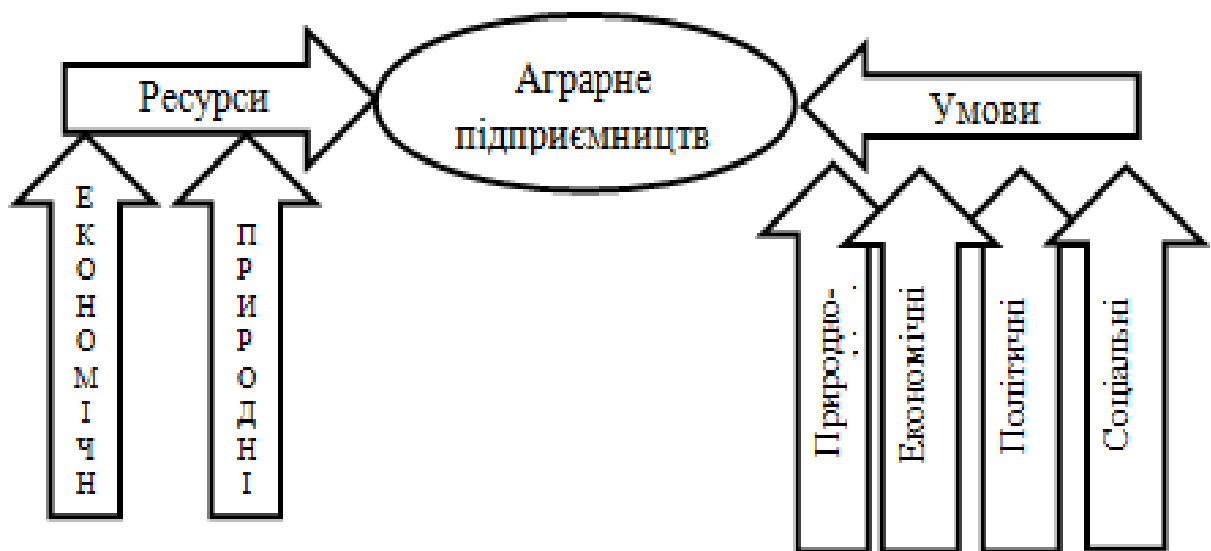 Ресурси
Аграрне
підприємництв
Умови
ЕКОНОМІЧН
ПРИРОДНІ
Природно-
Економічні
Політичні
Соціальні